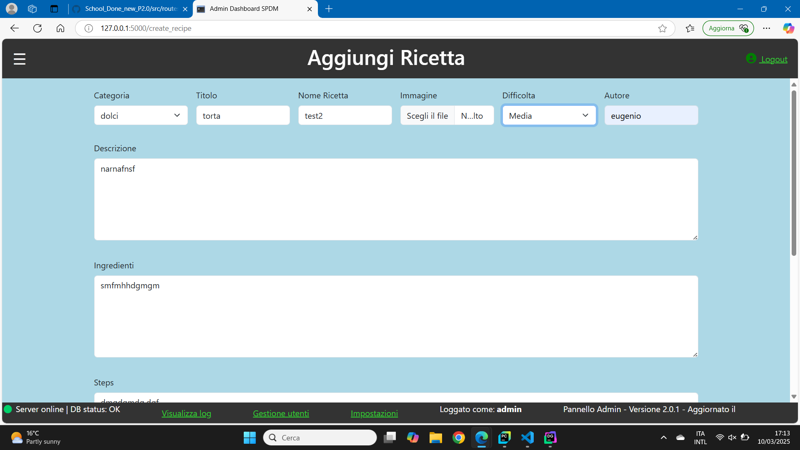 School_Done_new_P2.0/src/route
Admin Dashboard SPDM
127.0.0.1:5000/create_recipe
Aggiorna
Aggiungi Ricetta
Logout
Categoria
Titolo
Nome Ricetta
Immagine
Difficolta
Autore
dolci
torta
test2
Scegli il file
N...lto
Media
eugenio
Descrizione
narnafnsf
Ingredienti
smfmhhdgmgm
Steps
Server online | DB status: OK
Visualizza log
Gestione utenti
Impostazioni
Loggato come: admin
Pannello Admin - Versione 2.0.1 - Aggiornato il
16°C
Partly sunny
Cerca
ITA
INTL
17:13
10/03/2025